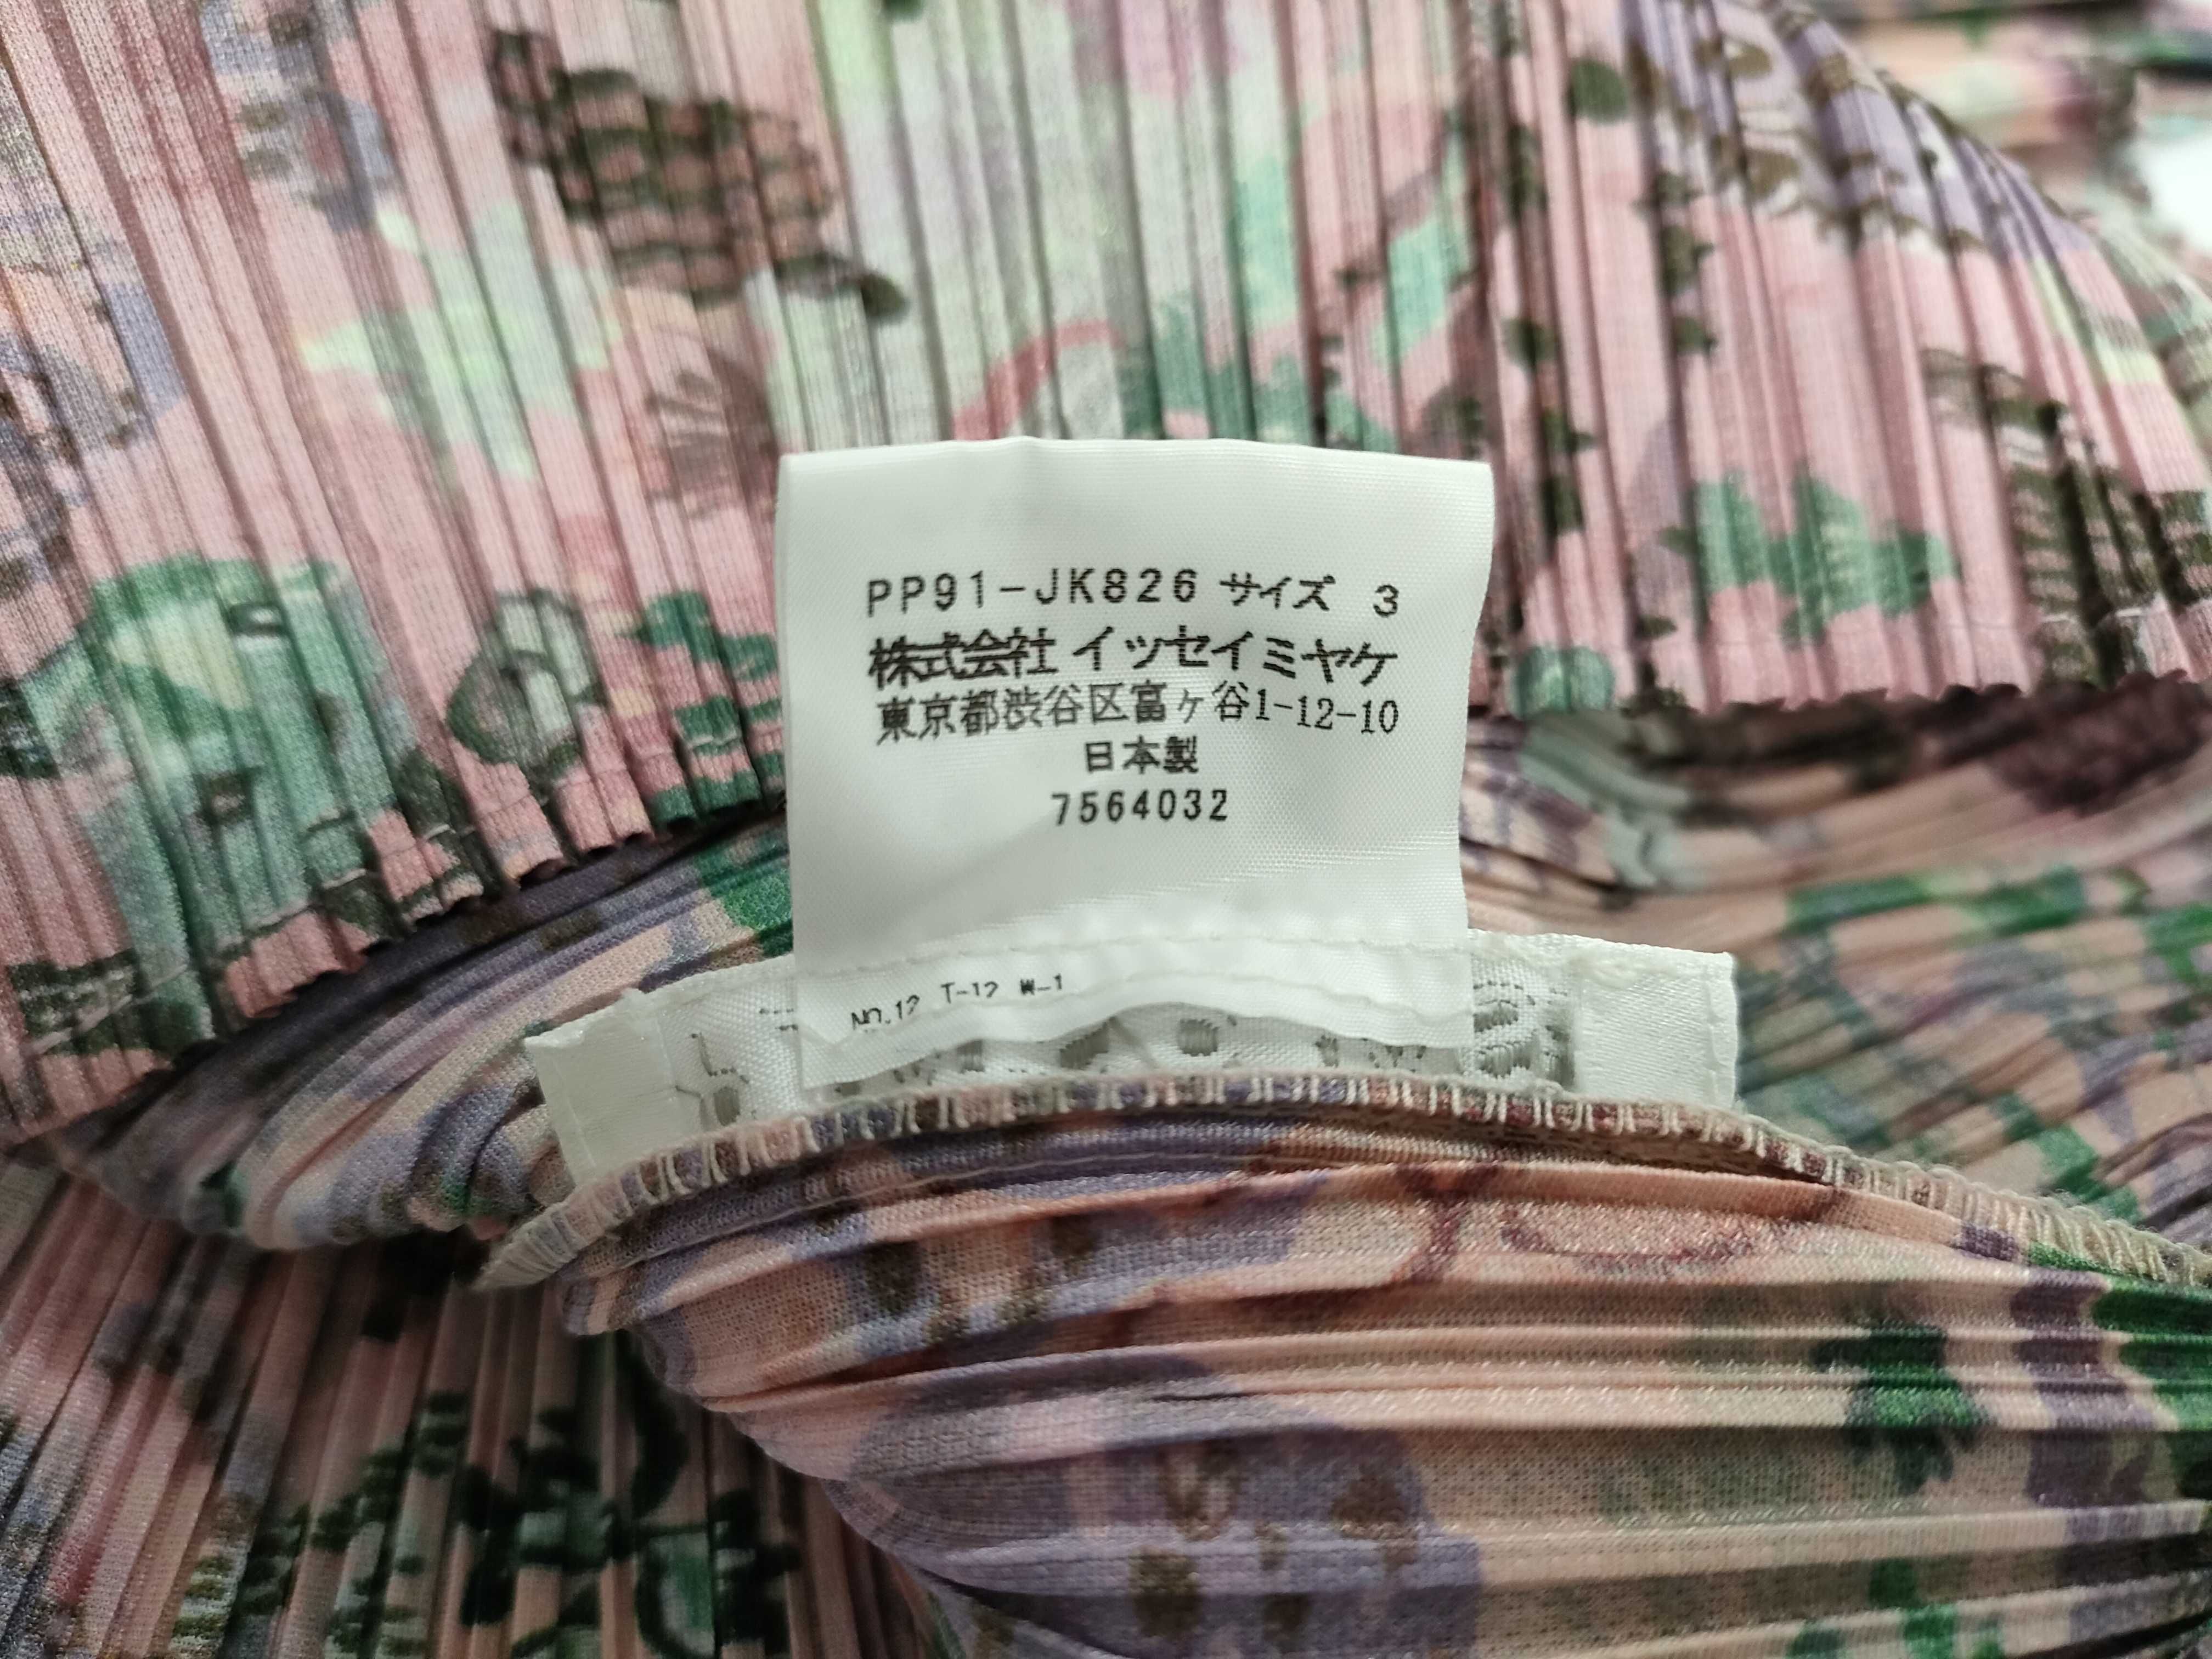 PP91-JK826 サイズ 3
株式会社 イッセイミヤケ
東京都渋谷区富ヶ谷1-12-10
日本製
7564032
NO.12 T-12 W-1